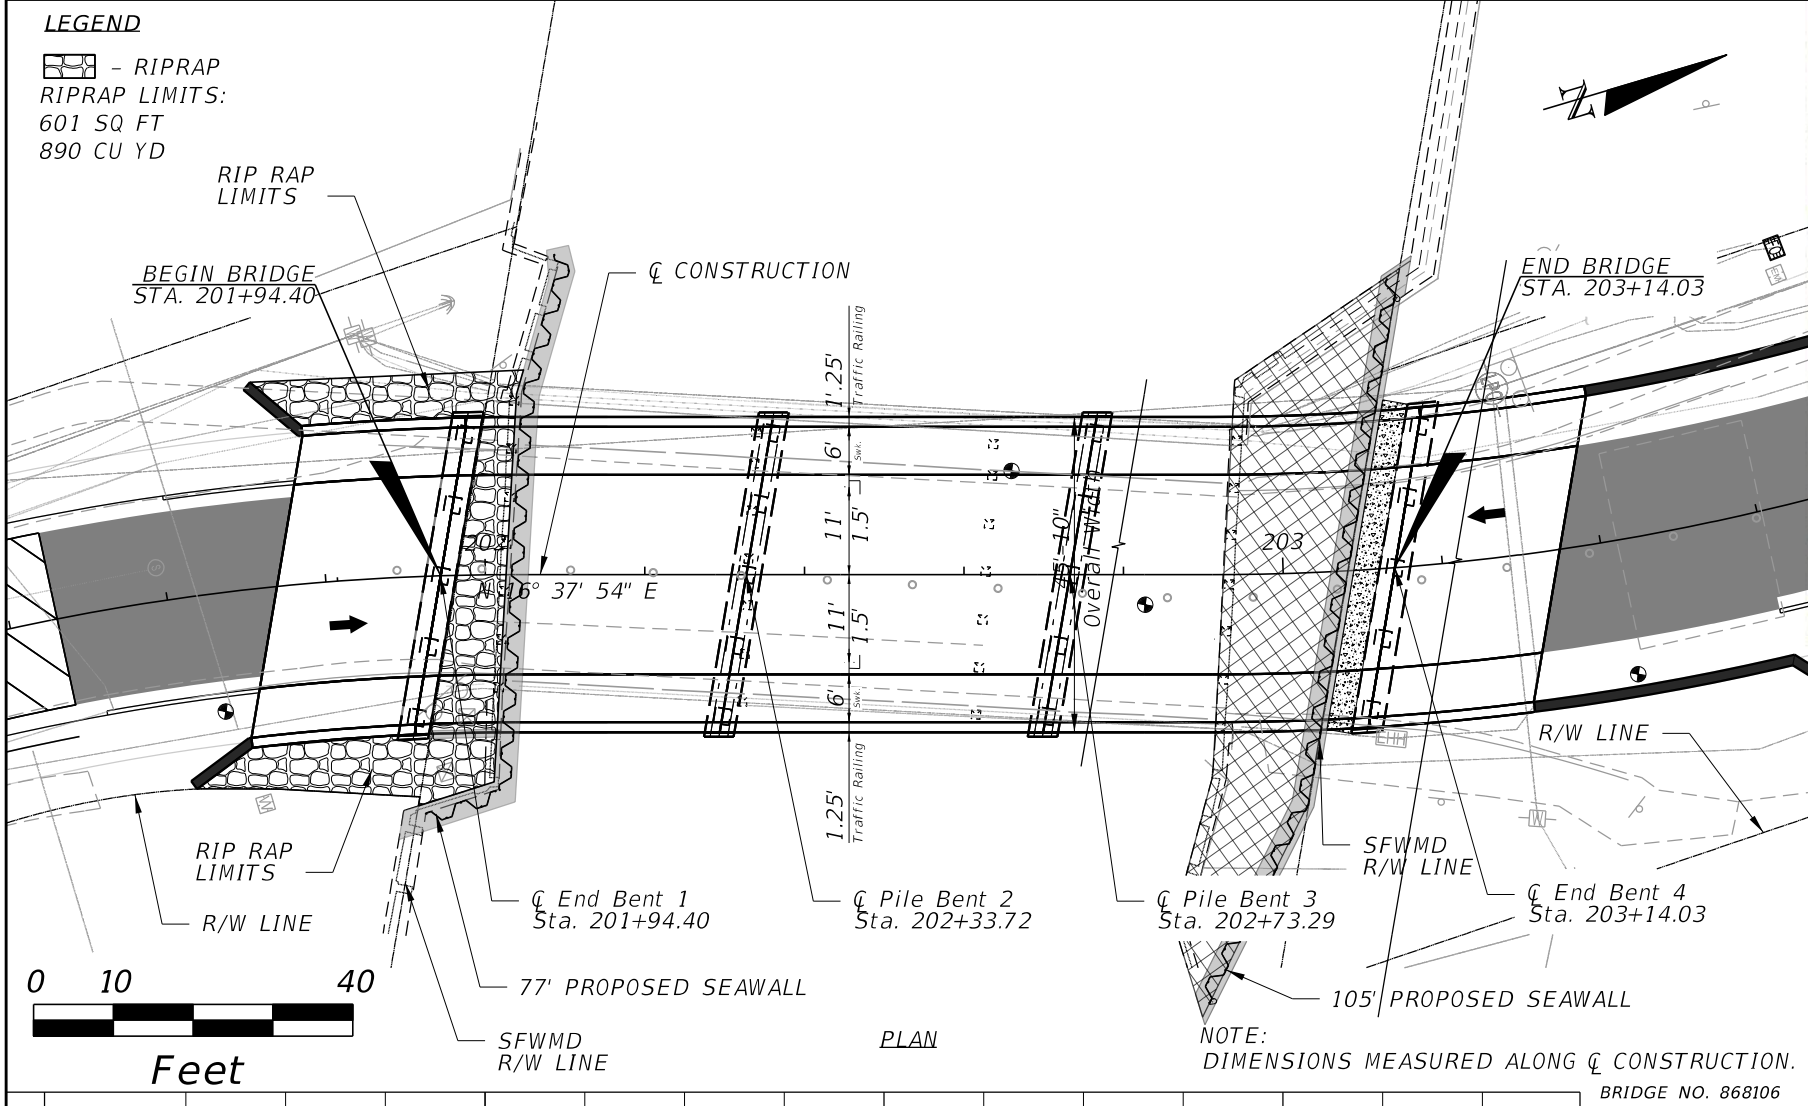 LEGEND
- RIPRAP
RIPRAP LIMITS:
601 SQ FT
890 CU YD
RIP RAP
LIMITS
BEGIN BRIDGE
STA. 201+94.40
℄ CONSTRUCTION
N
END BRIDGE
STA. 203+14.03
1'.25'
Traffic Railing
6'
Swk.
11'
1.5'
45'-10"
Overall Width
203
N 16° 37' 54" E
11'
1.5'
6'
Swk.
1.25'
Traffic Railing
R/W LINE
SFWMD
R/W LINE
RIP RAP
LIMITS
R/W LINE
℄ End Bent 1
Sta. 201+94.40
℄ Pile Bent 2
Sta. 202+33.72
℄ Pile Bent 3
Sta. 202+73.29
℄ End Bent 4
Sta. 203+14.03
0 10 40
Feet
77' PROPOSED SEAWALL
105' PROPOSED SEAWALL
SFWMD
R/W LINE
PLAN
NOTE:
DIMENSIONS MEASURED ALONG ℄ CONSTRUCTION.
BRIDGE NO. 868106